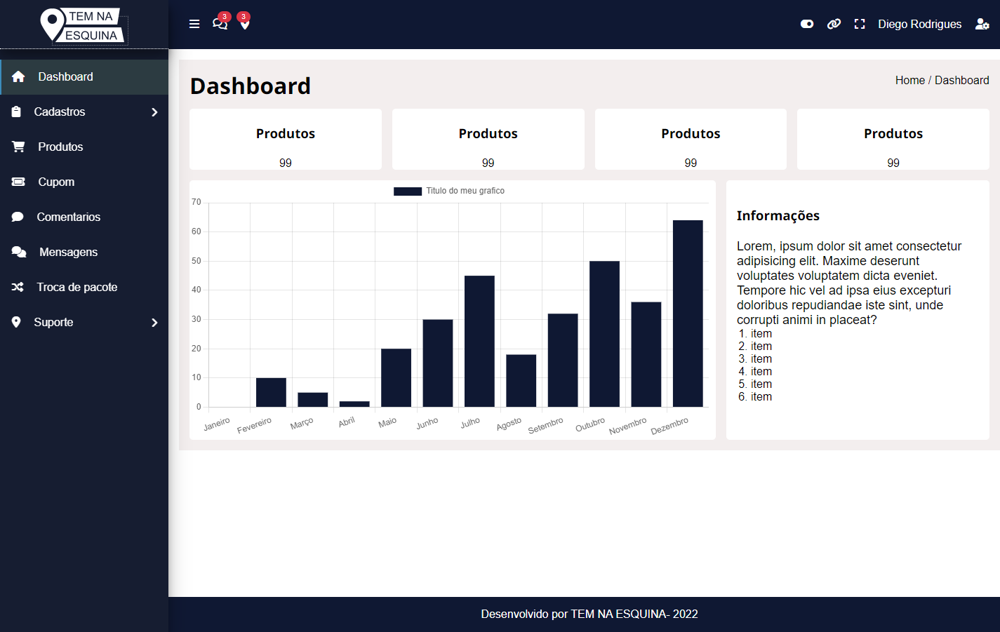 TEM NA
ESQUINA
3
3
Diego Rodrigues
Dashboard
Cadastros
Produtos
Cupom
Comentarios
Mensagens
Troca de pacote
Suporte
Dashboard
Home / Dashboard
Produtos
99
Produtos
99
Produtos
99
Produtos
99
Titulo do meu grafico
70
60
50
40
30
20
10
0
Janeiro
Fevereiro
Março
Abril
Maio
Junho
Julho
Agosto
Setembro
Outubro
Novembro
Dezembro
Informações
Lorem, ipsum dolor sit amet consectetur
adipisicing elit. Maxime deserunt
voluptates voluptatem dicta eveniet.
Tempore hic vel ad ipsa eius excepturi
doloribus repudiandae iste sint, unde
corrupti animi in placeat?
1. item
2. item
3. item
4. item
5. item
6. item
Desenvolvido por TEM NA ESQUINA- 2022